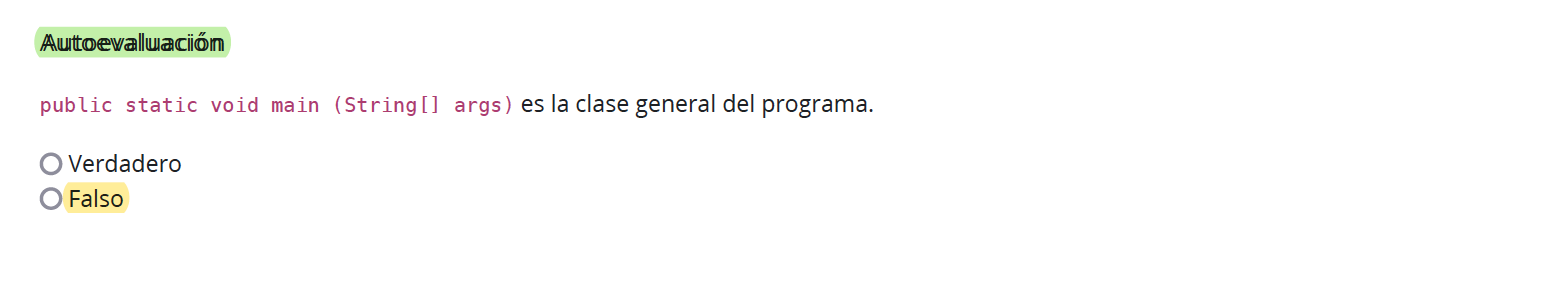 Autoevaluación
public static void main (String[] args) es la clase general del programa.
Verdadero
Falso